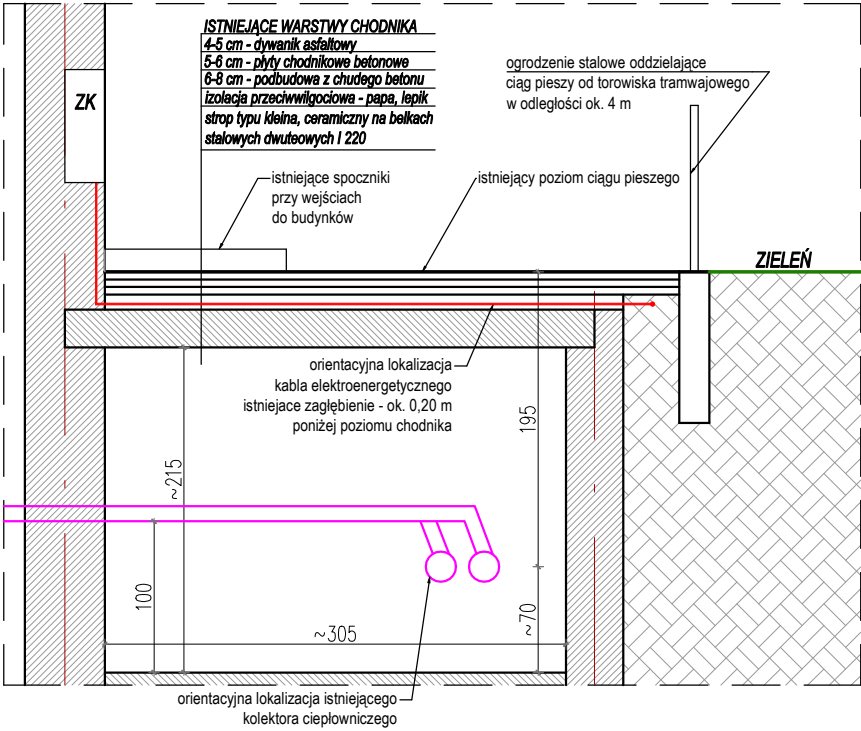 ISTNIEJĄCE WARSTWY CHODNIKA
4-5 cm - dywanik asfaltowy
5-6 cm - płyty chodnikowe betonowe
6-8 cm - podbudowa z chudego betonu
izolacja przeciwwilgociowa - papa, lepik
strop typu kleina, ceramiczny na belkach
stalowych dwuteowych I 220
ogrodzenie stalowe oddzielające
ciąg pieszy od torowiska tramwajowego
w odległości ok. 4 m
ZK
istniejące spoczniki
przy wejściach
do budynków
istniejący poziom ciągu pieszego
ZIELEŃ
orientacyjna lokalizacja
kabla elektroenergetycznego
istniejace zagłębienie - ok. 0,20 m
poniżej poziomu chodnika
195
~215
100
~70
~305
orientacyjna lokalizacja istniejącego
kolektora ciepłowniczego